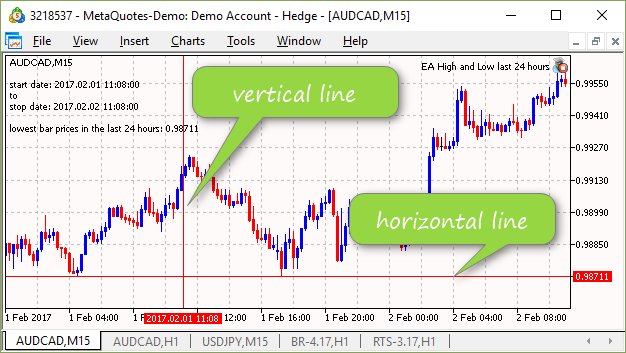 3218537 - MetaQuotes-Demo: Demo Account - Hedge - [AUDCAD,M15]
File View Insert Charts Tools Window Help
AUDCAD,M15
EA High and Low last 24 hours
start date: 2017.02.01 11:08:00
to
stop date: 2017.02.02 11:08:00
lowest bar prices in the last 24 hours: 0.98711
vertical line
horizontal line
0.99550
0.99410
0.99270
0.99130
0.98990
0.98850
0.98711
1 Feb 2017 1 F 2017.02.01 11:08 12:00 1 Feb 16:00 1 Feb 20:00 2 Feb 00:00 2 Feb 04:00 2 Feb 08:00
AUDCAD,M15 AUDCAD,H1 USDJPY,M15 BR-4.17,H1 RTS-3.17,H1